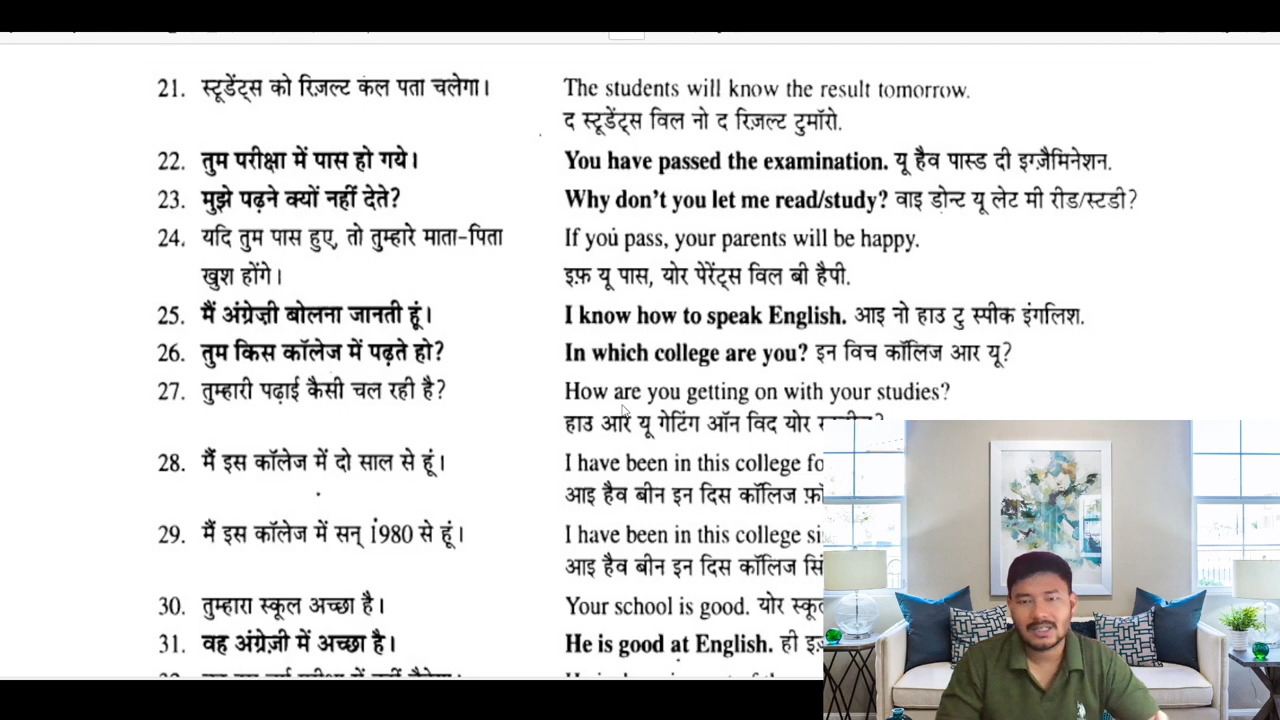 21. स्टूडेंट्स को रिज़ल्ट कल पता चलेगा। The students will know the result tomorrow.
द स्टूडेंट्स विल नो द रिज़ल्ट टुमॉरो.
22. तुम परीक्षा में पास हो गये। You have passed the examination. यू हैव पास्ड दी इग्ज़ैमिनेशन.
23. मुझे पढ़ने क्यों नहीं देते? Why don't you let me read/study? वाइ डोन्ट यू लेट मी रीड/स्टडी?
24. यदि तुम पास हुए, तो तुम्हारे माता-पिता If you pass, your parents will be happy.
खुश होंगे। इफ़ यू पास, योर पेरेंट्स विल बी हैपी.
25. मैं अंग्रेज़ी बोलना जानती हूं। I know how to speak English. आइ नो हाउ टु स्पीक इंगलिश.
26. तुम किस कॉलेज में पढ़ते हो? In which college are you? इन विच कॉलिज आर यू?
27. तुम्हारी पढ़ाई कैसी चल रही है? How are you getting on with your studies?
हाउ आर यू गेटिंग ऑन विद योर
28. मैं इस कॉलेज में दो साल से हूं। I have been in this college fo
आइ हैव बीन इन दिस कॉलिज फ़ॉ
29. मैं इस कॉलेज में सन् 1980 से हूं। I have been in this college si
आइ हैव बीन इन दिस कॉलिज सिं
30. तुम्हारा स्कूल अच्छा है। Your school is good. योर स्कू
31. वह अंग्रेज़ी में अच्छा है। He is good at English. ही इज़